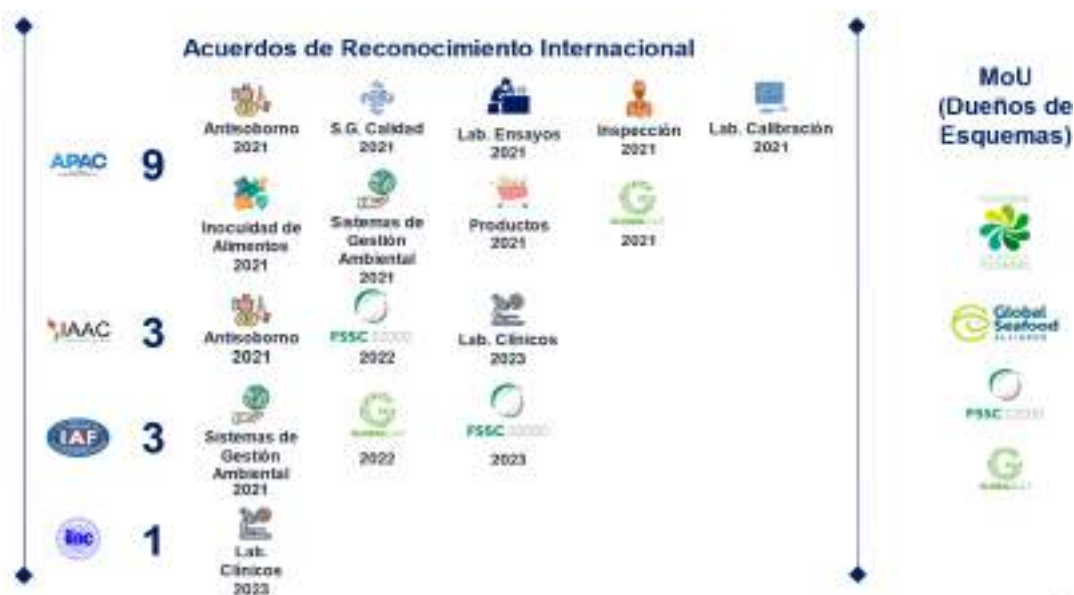 Acuerdos de Reconocimiento Internacional
APAC
9
Antisoborno
2021
S.G. Calidad
2021
Lab. Ensayos
2021
Inspección
2021
Lab. Calibración
2021
Inocuidad de
Alimentos
2021
Sistemas de
Gestión
Ambiental
2021
Productos
2021
2021
IAAC
3
Antisoborno
2021
FSSC 22000
2022
Lab. Clínicos
2023
IAF
3
Sistemas de
Gestión
Ambiental
2021
2022
FSSC 22000
2023
ilac
1
Lab.
Clínicos
2023
MoU
(Dueños de
Esquemas)
Global
Seafood
FSSC 22000